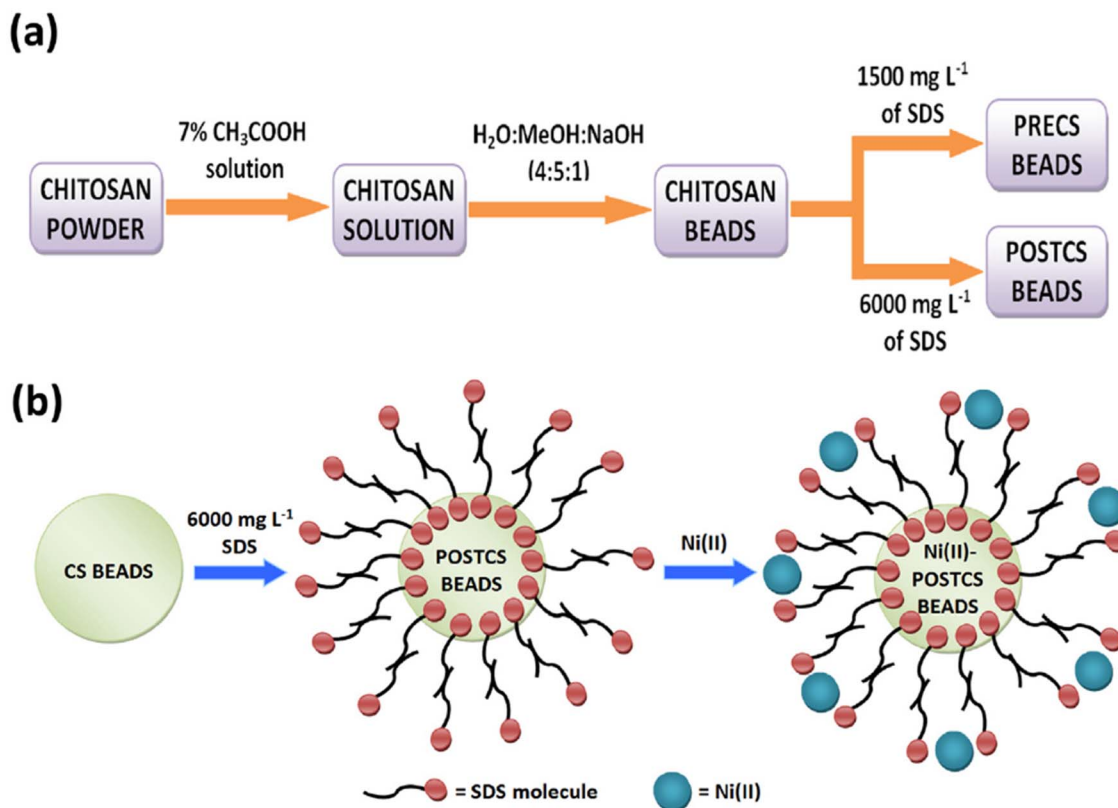 (a)
1500 mg L⁻¹
of SDS
7% CH₃COOH
solution
H₂O:MeOH:NaOH
(4:5:1)
PRECS
BEADS
CHITOSAN
POWDER
CHITOSAN
SOLUTION
CHITOSAN
BEADS
POSTCS
BEADS
6000 mg L⁻¹
of SDS
(b)
CS BEADS
6000 mg L⁻¹
SDS
POSTCS
BEADS
Ni(II)
Ni(II)-
POSTCS
BEADS
= SDS molecule
= Ni(II)